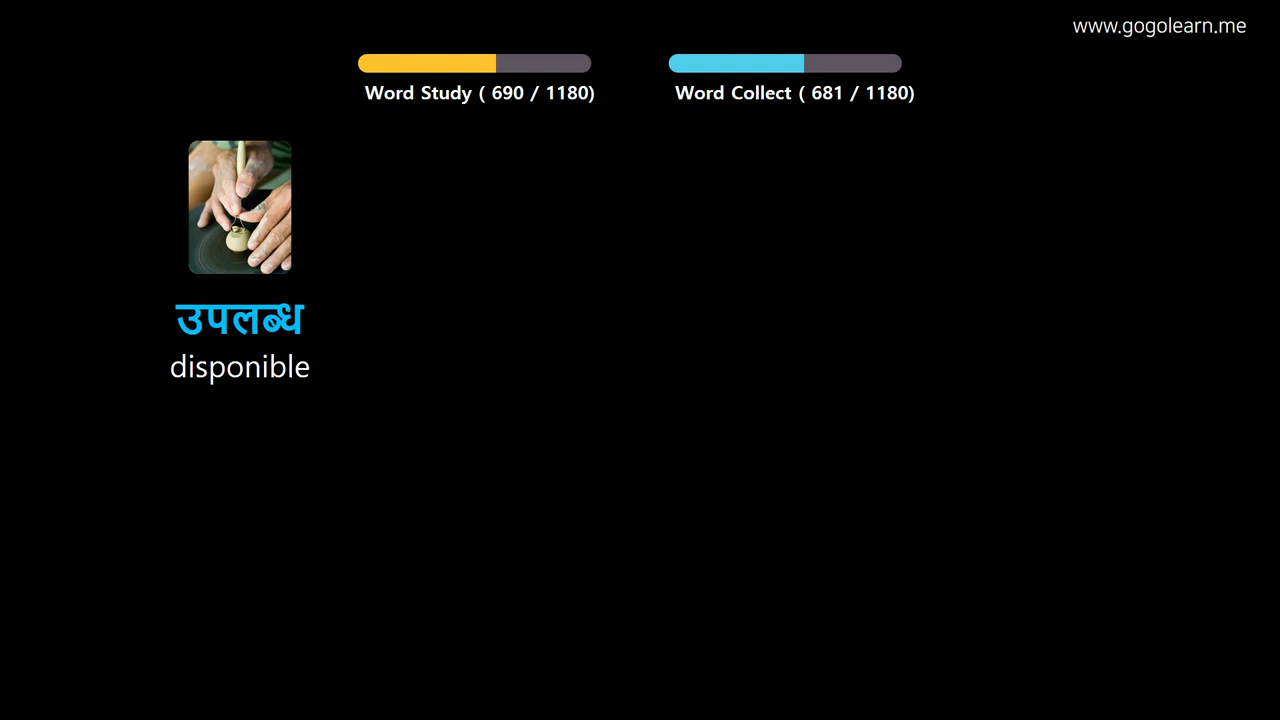 www.gogolearn.me
Word Study ( 690 / 1180)
Word Collect ( 681 / 1180)
उपलब्ध
disponible